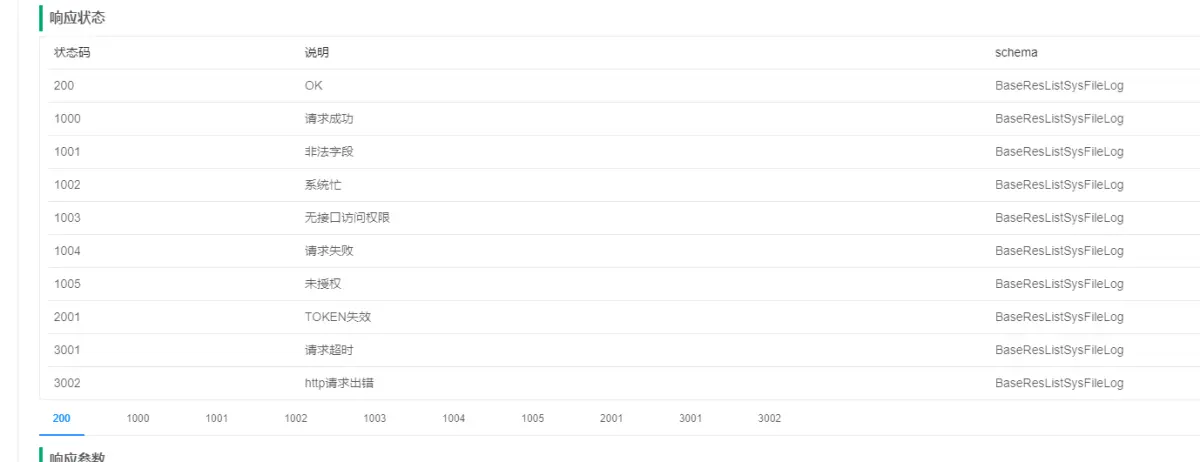 响应状态
状态码 说明 schema
200 OK BaseResListSysFileLog
1000 请求成功 BaseResListSysFileLog
1001 非法字段 BaseResListSysFileLog
1002 系统忙 BaseResListSysFileLog
1003 无接口访问权限 BaseResListSysFileLog
1004 请求失败 BaseResListSysFileLog
1005 未授权 BaseResListSysFileLog
2001 TOKEN失效 BaseResListSysFileLog
3001 请求超时 BaseResListSysFileLog
3002 http请求出错 BaseResListSysFileLog
200 1000 1001 1002 1003 1004 1005 2001 3001 3002
响应参数